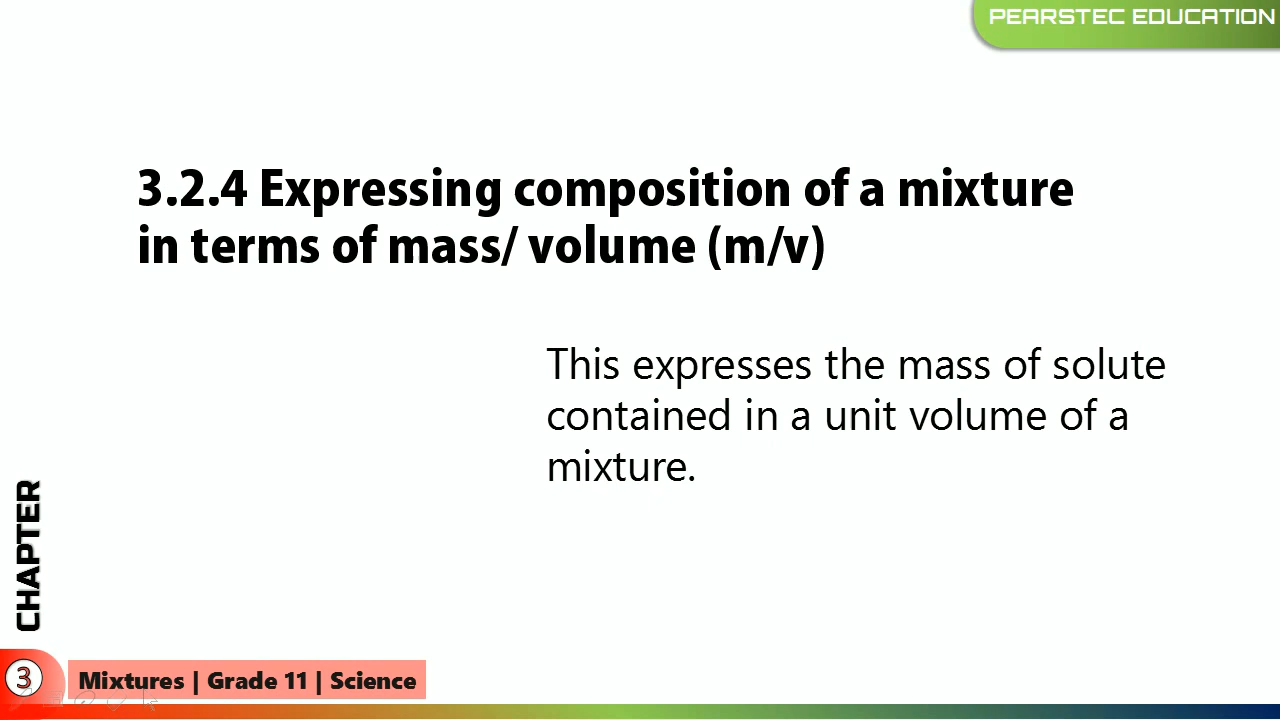 PEARSTEC EDUCATION
3.2.4 Expressing composition of a mixture
in terms of mass/ volume (m/v)
This expresses the mass of solute
contained in a unit volume of a
mixture.
CHAPTER
3
Mixtures | Grade 11 | Science